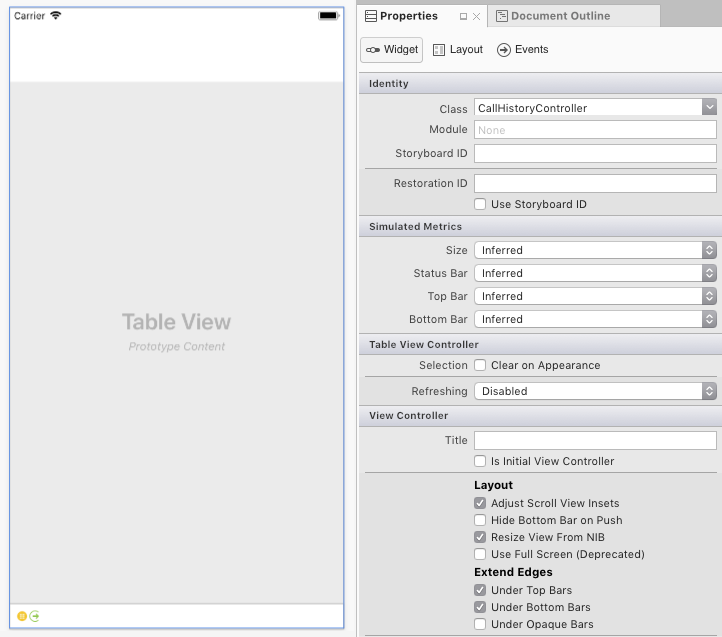 Carrier
Table View
Prototype Content
Properties
Document Outline
Widget
Layout
Events
Identity
Class CallHistoryController
Module None
Storyboard ID
Restoration ID
Use Storyboard ID
Simulated Metrics
Size Inferred
Status Bar Inferred
Top Bar Inferred
Bottom Bar Inferred
Table View Controller
Selection Clear on Appearance
Refreshing Disabled
View Controller
Title
Is Initial View Controller
Layout
Adjust Scroll View Insets
Hide Bottom Bar on Push
Resize View From NIB
Use Full Screen (Deprecated)
Extend Edges
Under Top Bars
Under Bottom Bars
Under Opaque Bars